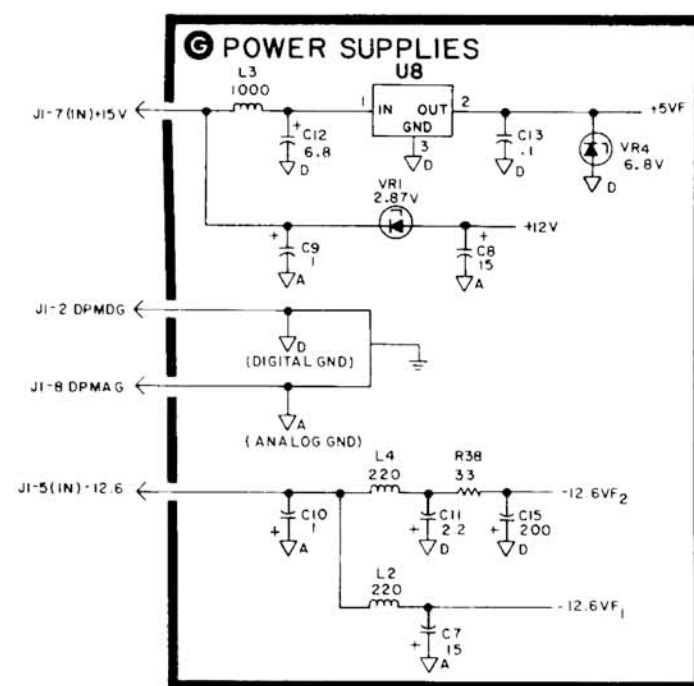 G POWER SUPPLIES
L3
1000
U8
J1-7(IN)+15V
1 IN OUT 2
GND
3
+5VF
C12
6.8
D
D
C13
.1
D
VR4
6.8V
D
VR1
2.87V
+12V
C9
1
A
C8
15
A
J1-2 DPMDG
D
(DIGITAL GND)
J1-8 DPMAG
A
(ANALOG GND)
L4
220
R38
33
J1-5(IN)-12.6
-12.6VF2
C10
1
A
C11
2.2
D
C15
200
D
L2
220
-12.6VF1
C7
15
A